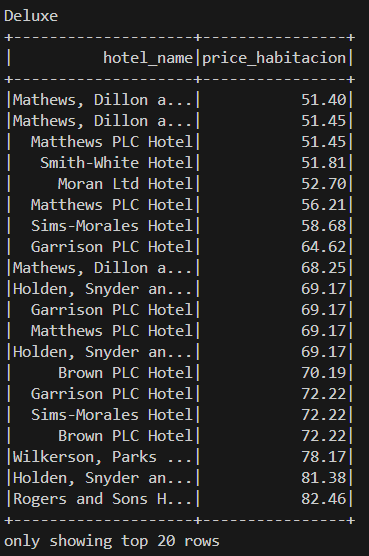 Deluxe
+--------------------+----------------+
|          hotel_name|price_habitacion|
+--------------------+----------------+
|Mathews, Dillon a...|           51.40|
|Mathews, Dillon a...|           51.45|
|  Matthews PLC Hotel|           51.45|
|   Smith-White Hotel|           51.81|
|     Moran Ltd Hotel|           52.70|
|  Matthews PLC Hotel|           56.21|
|  Sims-Morales Hotel|           58.68|
|  Garrison PLC Hotel|           64.62|
|Mathews, Dillon a...|           68.25|
|Holden, Snyder an...|           69.17|
|  Garrison PLC Hotel|           69.17|
|  Matthews PLC Hotel|           69.17|
|Holden, Snyder an...|           69.17|
|     Brown PLC Hotel|           70.19|
|  Garrison PLC Hotel|           72.22|
|  Sims-Morales Hotel|           72.22|
|     Brown PLC Hotel|           72.22|
|Wilkerson, Parks ...|           78.17|
|Holden, Snyder an...|           81.38|
|Rogers and Sons H...|           82.46|
+--------------------+----------------+
only showing top 20 rows